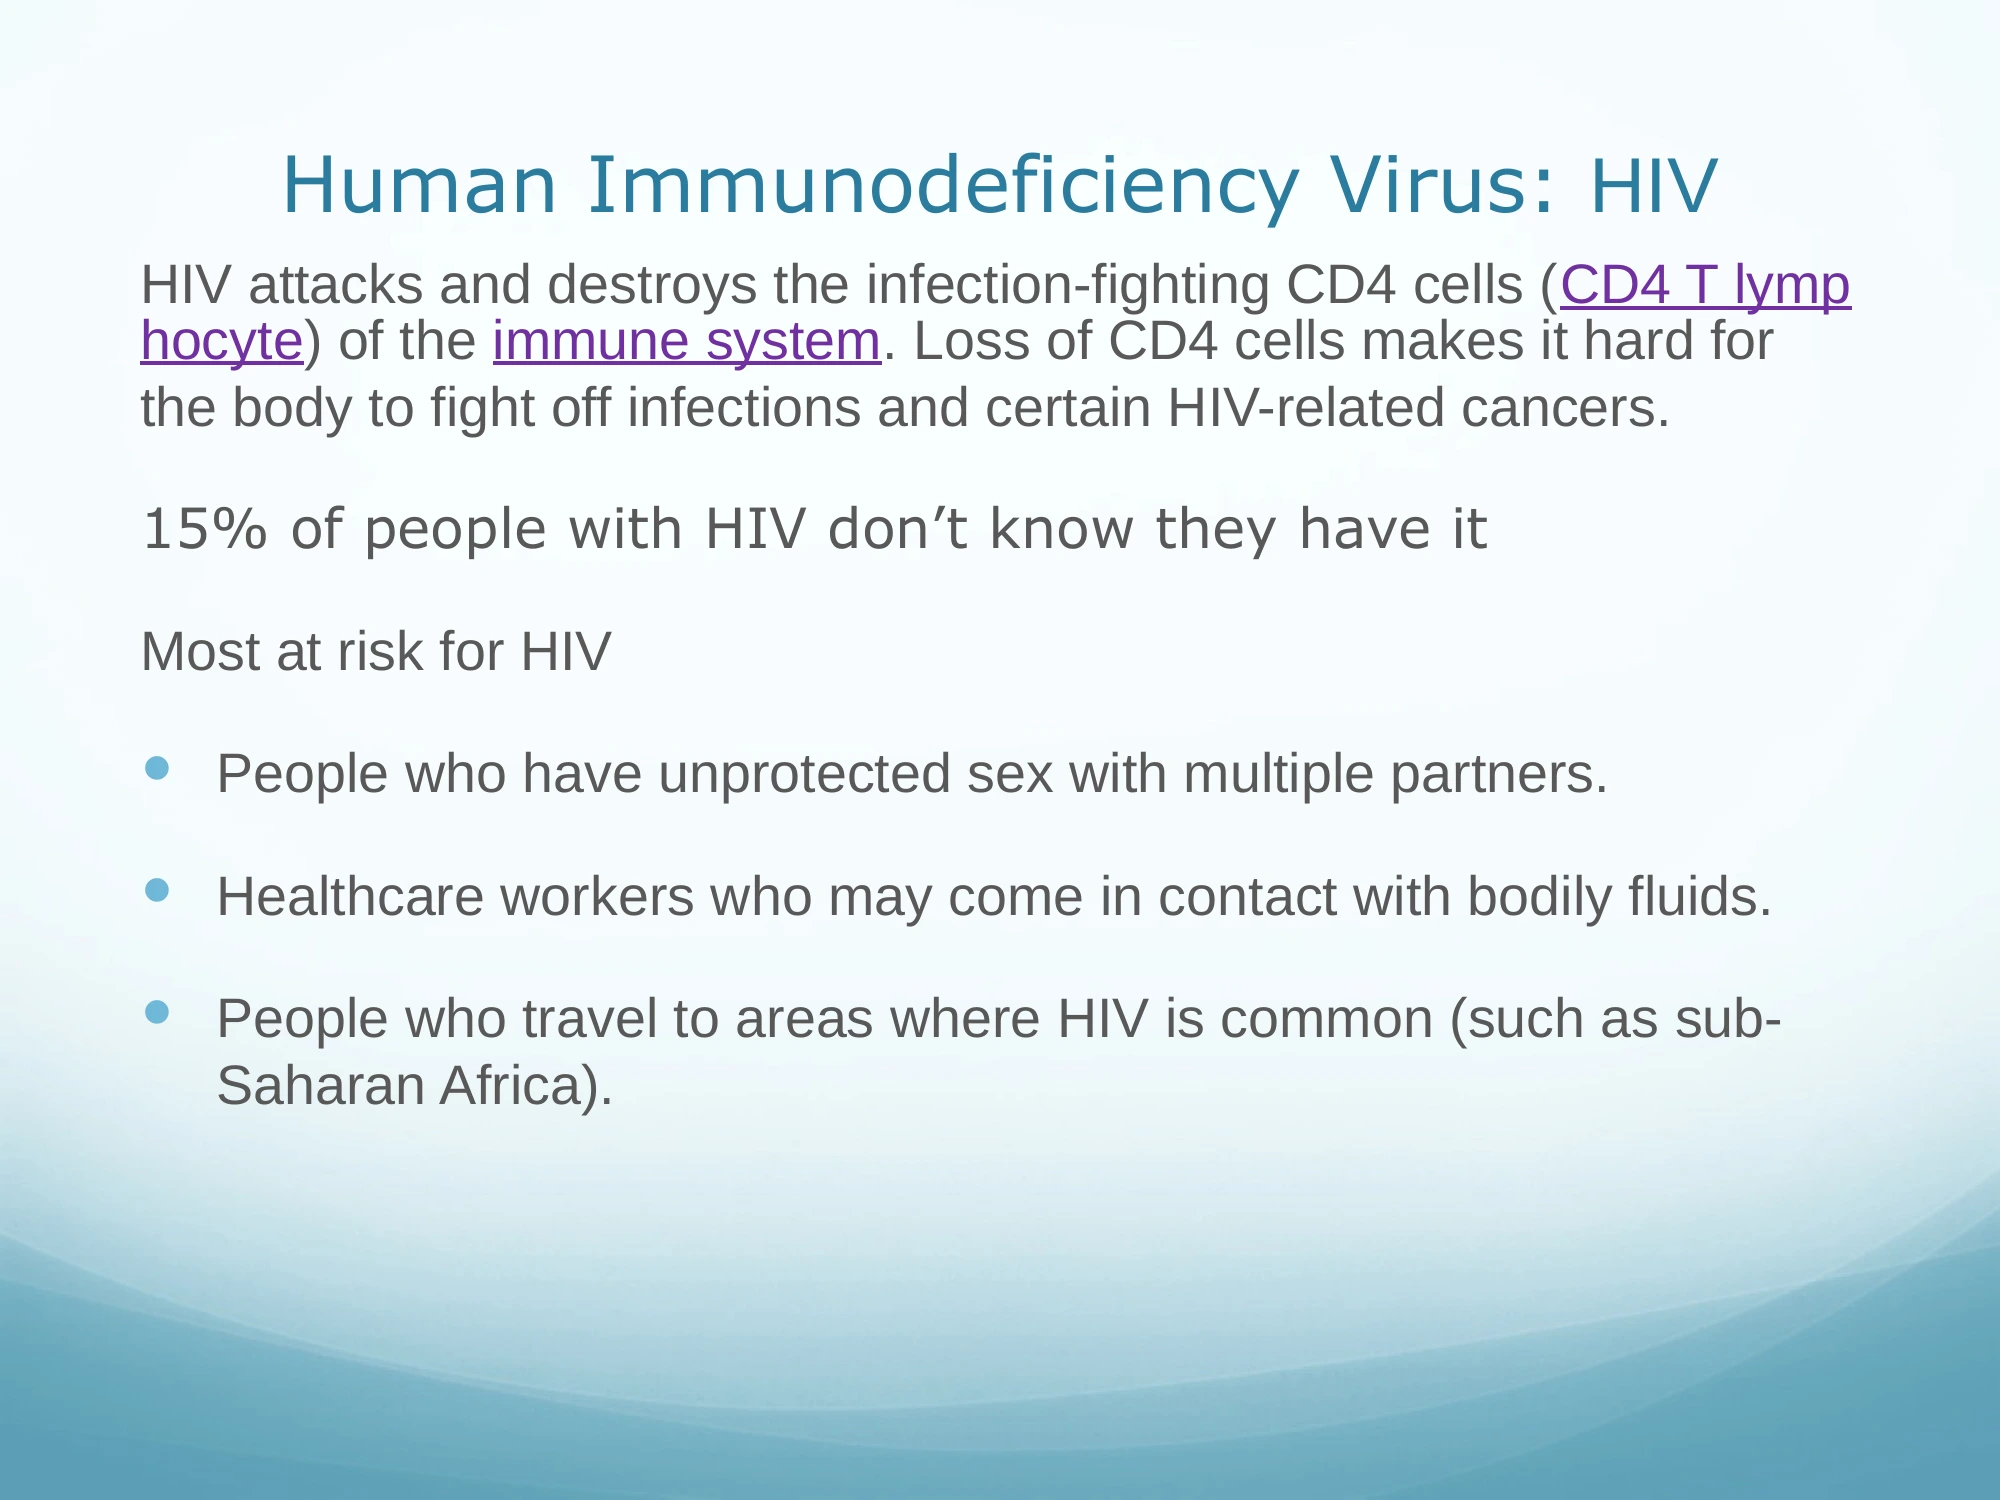 Human Immunodeficiency Virus: HIV
HIV attacks and destroys the infection-fighting CD4 cells (CD4 T lymp
hocyte) of the immune system. Loss of CD4 cells makes it hard for
the body to fight off infections and certain HIV-related cancers.
15% of people with HIV don’t know they have it
Most at risk for HIV
• People who have unprotected sex with multiple partners.
• Healthcare workers who may come in contact with bodily fluids.
• People who travel to areas where HIV is common (such as sub-
Saharan Africa).